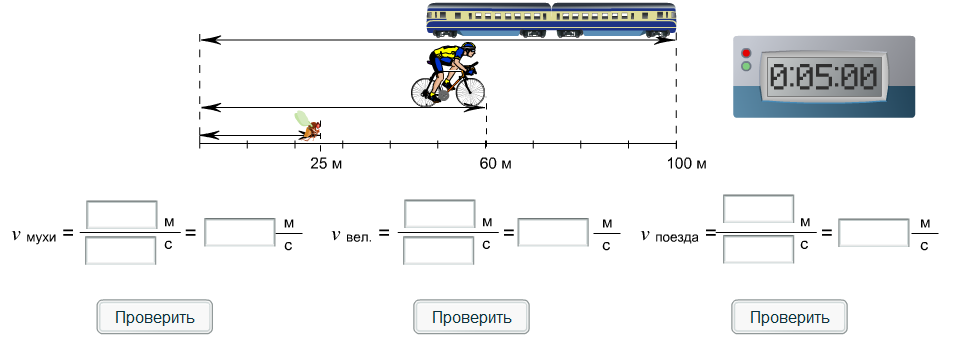 0:05:00
25 м 60 м 100 м
v мухи = м/с = м/с v вел. = м/с = м/с v поезда = м/с = м/с
Проверить Проверить Проверить